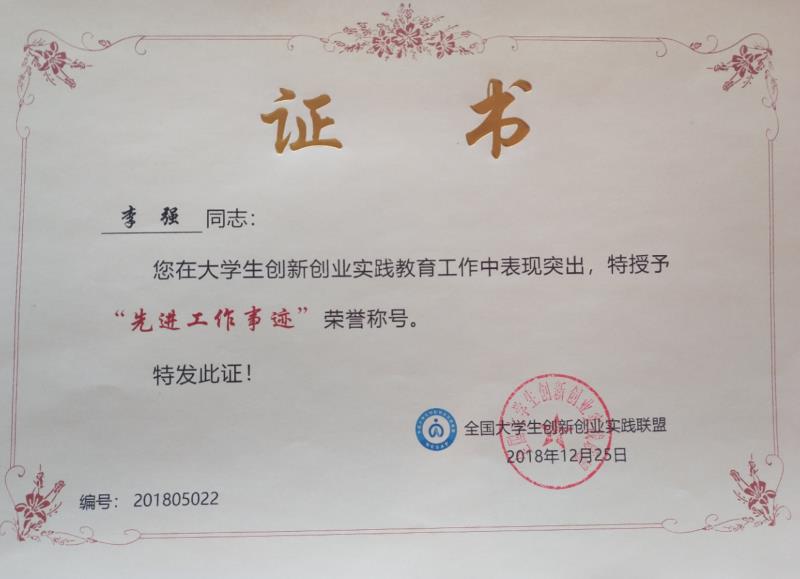 证书
李强 同志：
您在大学生创新创业实践教育工作中表现突出，特授予
“先进工作事迹”荣誉称号。
特发此证！
全国大学生创新创业实践联盟
2018年12月25日
编号： 201805022